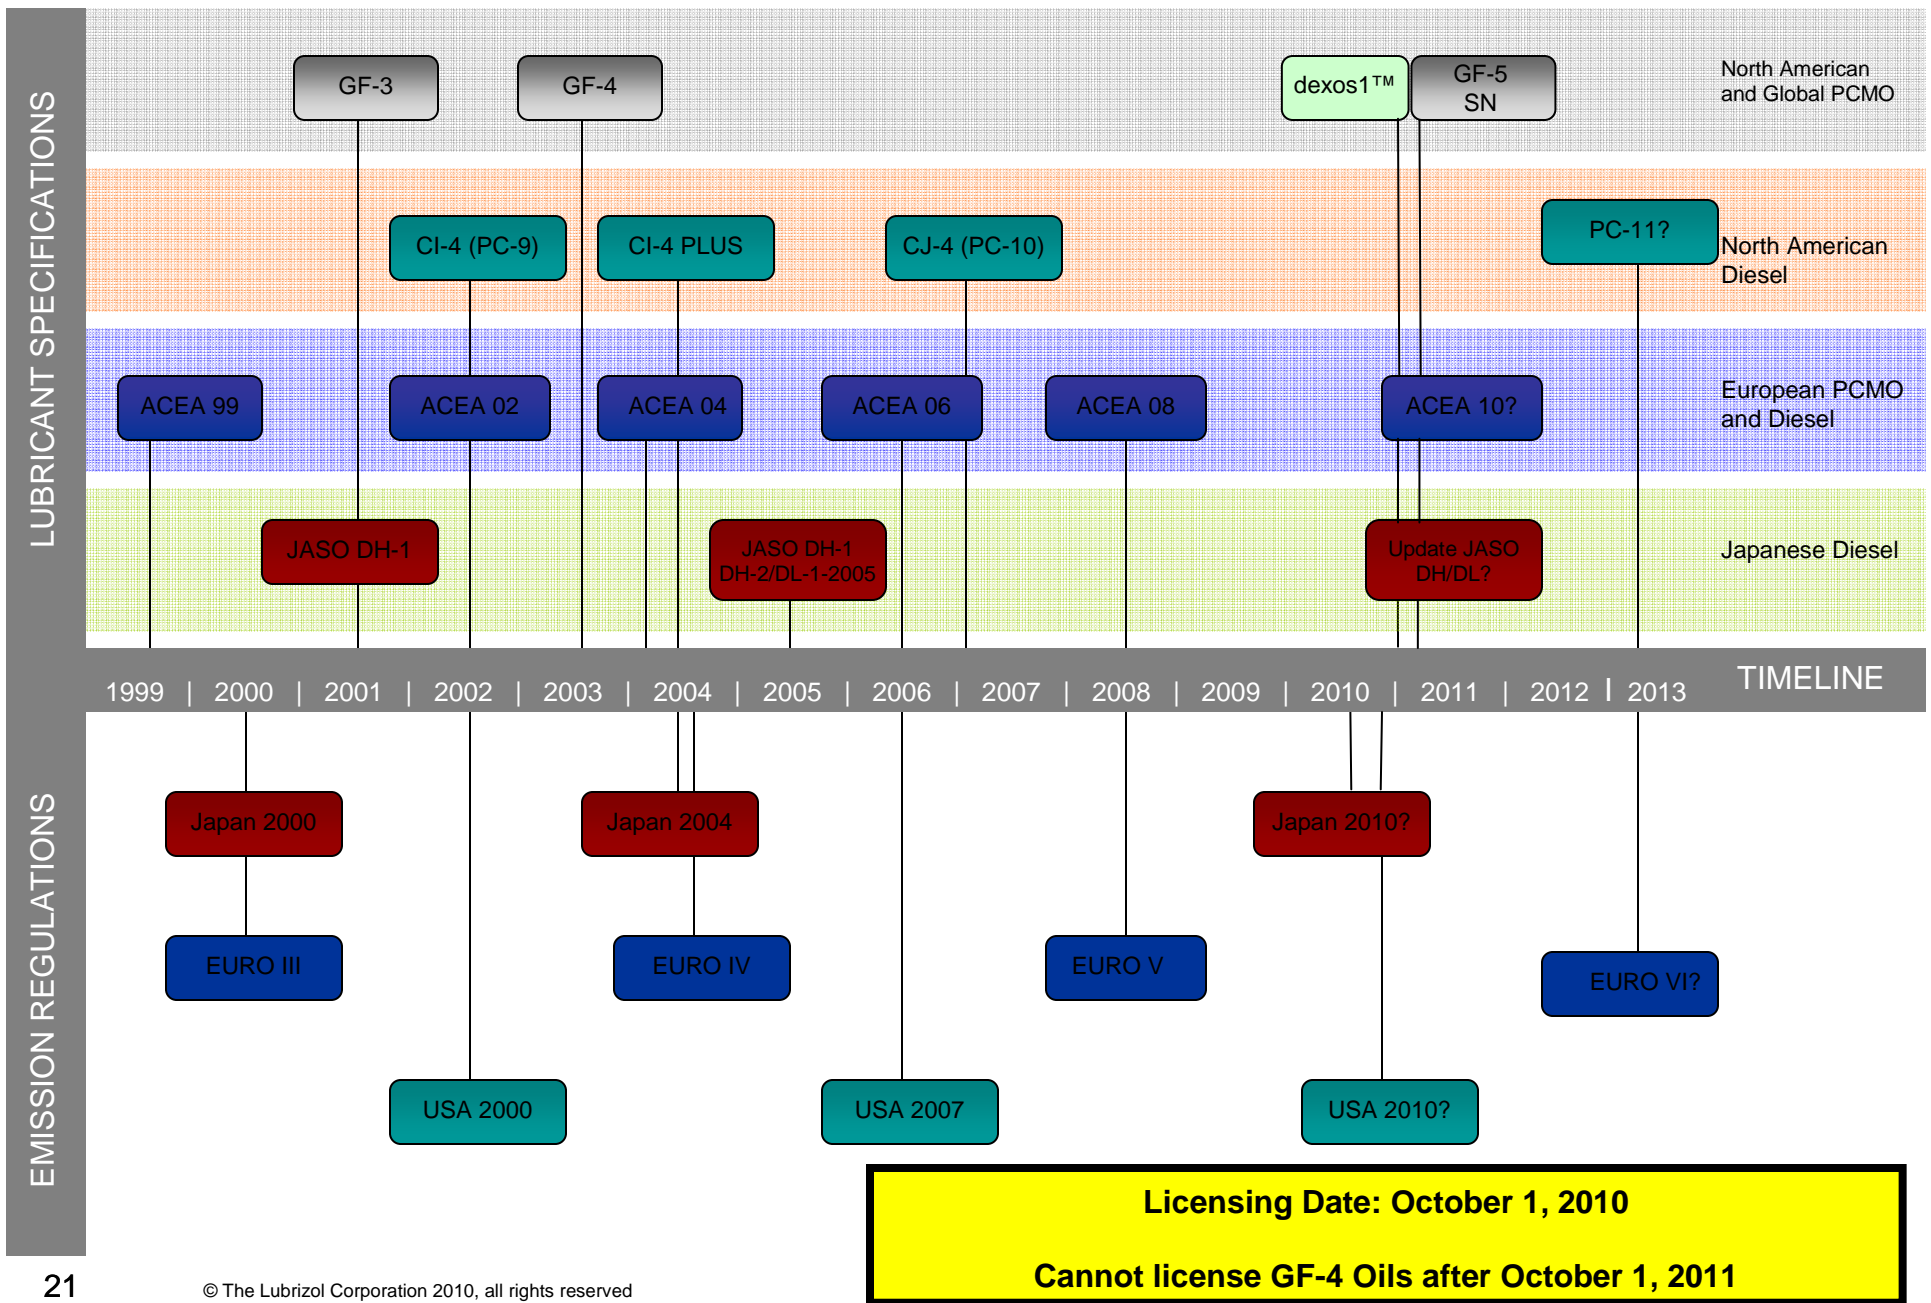 LUBRICANT SPECIFICATIONS
GF-3
GF-4
dexos1™
GF-5
SN
North American
and Global PCMO
CI-4 (PC-9)
CI-4 PLUS
CJ-4 (PC-10)
PC-11?
North American
Diesel
ACEA 99
ACEA 02
ACEA 04
ACEA 06
ACEA 08
ACEA 10?
European PCMO
and Diesel
JASO DH-1
JASO DH-1
DH-2/DL-1-2005
Update JASO
DH/DL?
Japanese Diesel
1999 | 2000 | 2001 | 2002 | 2003 | 2004 | 2005 | 2006 | 2007 | 2008 | 2009 | 2010 | 2011 | 2012 | 2013
TIMELINE
EMISSION REGULATIONS
Japan 2000
Japan 2004
Japan 2010?
EURO III
EURO IV
EURO V
EURO VI?
USA 2000
USA 2007
USA 2010?
Licensing Date: October 1, 2010
Cannot license GF-4 Oils after October 1, 2011
21
© The Lubrizol Corporation 2010, all rights reserved